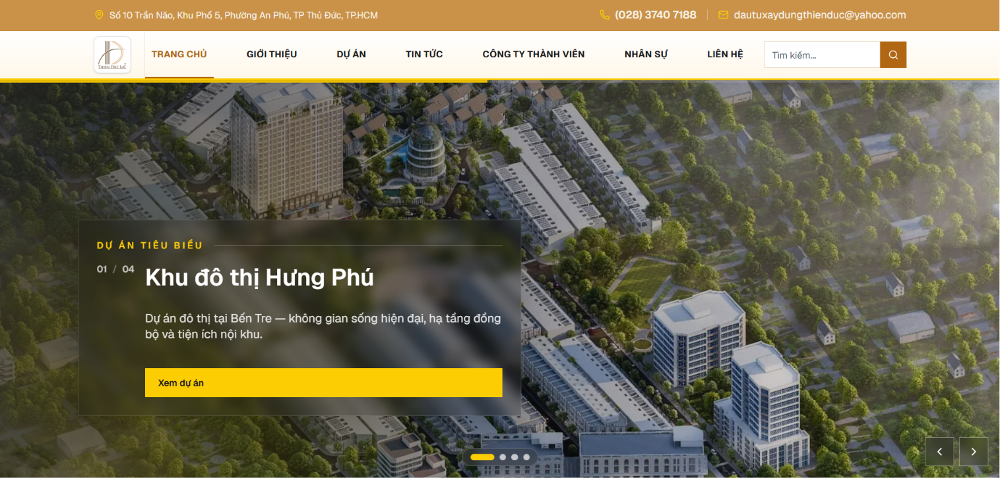 Số 10 Trần Não, Khu Phố 5, Phường An Phú, TP Thủ Đức, TP.HCM
(028) 3740 7188
dautuxaydungthienduc@yahoo.com
THIEN DUC LAC
TRANG CHỦ
GIỚI THIỆU
DỰ ÁN
TIN TỨC
CÔNG TY THÀNH VIÊN
NHÂN SỰ
LIÊN HỆ
Tìm kiếm...
DỰ ÁN TIÊU BIỂU
01 / 04
Khu đô thị Hưng Phú
Dự án đô thị tại Bến Tre — không gian sống hiện đại, hạ tầng đồng
bộ và tiện ích nội khu.
Xem dự án